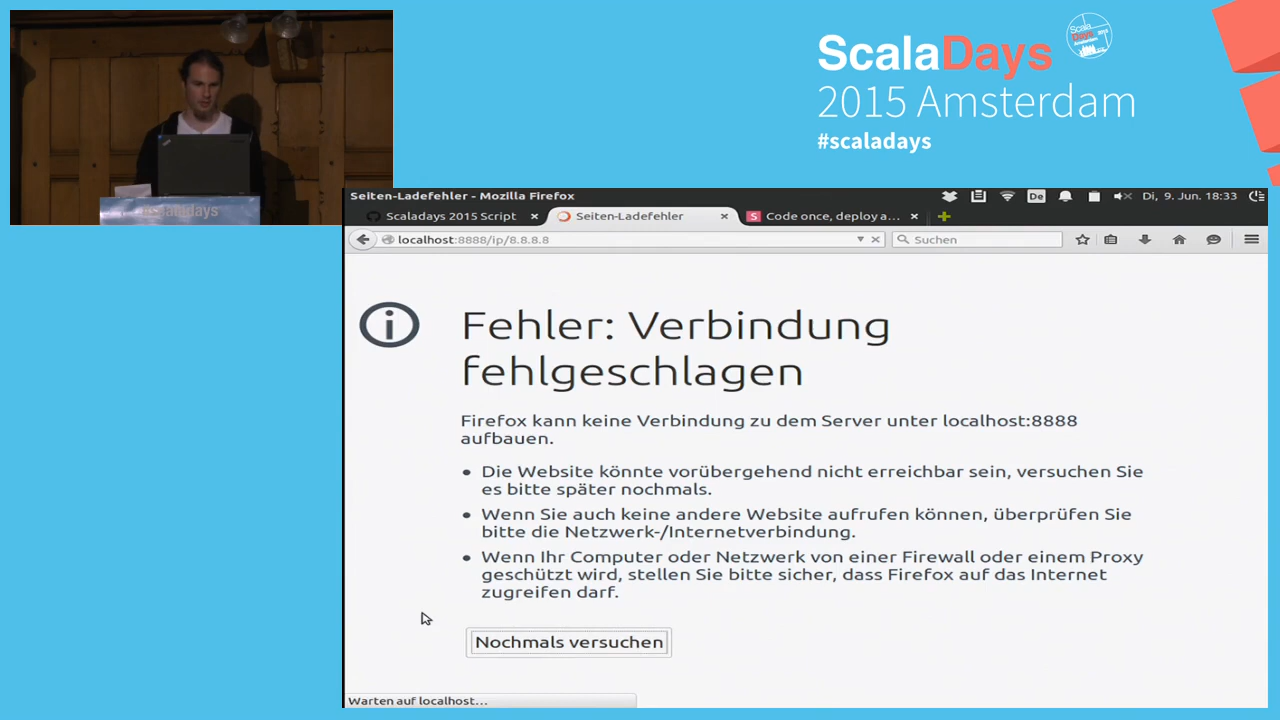 ScalaDays
2015 Amsterdam
#scaladays
#scaladays
Seiten-Ladefehler - Mozilla Firefox
De
Di, 9. Jun. 18:33
Scaladays 2015 Script
Seiten-Ladefehler
Code once, deploy a...
localhost:8888/ip/8.8.8.8
Suchen
Fehler: Verbindung
fehlgeschlagen
Firefox kann keine Verbindung zu dem Server unter localhost:8888
aufbauen.
Die Website könnte vorübergehend nicht erreichbar sein, versuchen Sie
es bitte später nochmals.
Wenn Sie auch keine andere Website aufrufen können, überprüfen Sie
bitte die Netzwerk-/Internetverbindung.
Wenn Ihr Computer oder Netzwerk von einer Firewall oder einem Proxy
geschützt wird, stellen Sie bitte sicher, dass Firefox auf das Internet
zugreifen darf.
Nochmals versuchen
Warten auf localhost...